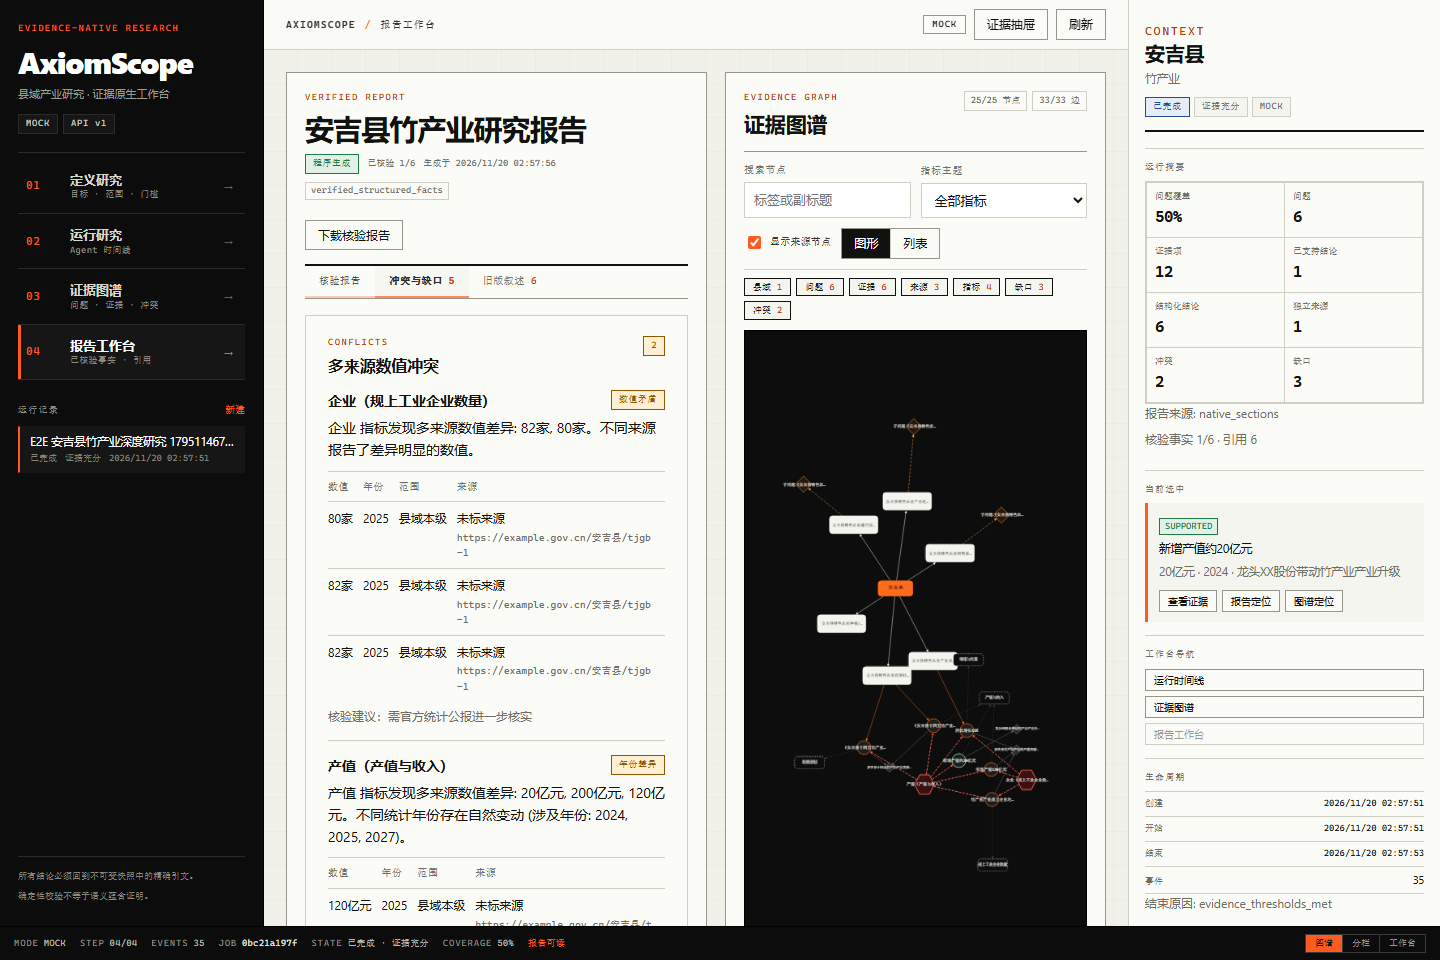 EVIDENCE-NATIVE RESEARCH
AxiomScope
县域产业研究 · 证据原生工作台
MOCK
API v1
01 定义研究 →
目标 · 范围 · 门槛
02 运行研究 →
Agent 时间线
03 证据图谱 →
问题 · 证据 · 冲突
04 报告工作台 →
已核验事实 · 引用
运行记录 新建
E2E 安吉县竹产业深度研究 179511467...
已完成 证据充分 2026/11/20 02:57:51
所有结论必须回到不可变快照中的精确引文。
确定性校验不等于语义蕴含证明。
AXIOMSCOPE / 报告工作台
MOCK
证据抽屉
刷新
VERIFIED REPORT
安吉县竹产业研究报告
程序生成 已核验 1/6 生成于 2026/11/20 02:57:56
verified_structured_facts
下载核验报告
核验报告 冲突与缺口 5 旧版叙述 6
CONFLICTS
2
多来源数值冲突
企业（规上工业企业数量）
数值矛盾
企业 指标发现多来源数值差异: 82家, 80家。不同来源
报告了差异明显的数值。
数值 年份 范围 来源
80家 2025 县域本级 未标来源
https://example.gov.cn/安吉县/tjgb
-1
82家 2025 县域本级 未标来源
https://example.gov.cn/安吉县/tjgb
-1
82家 2025 县域本级 未标来源
https://example.gov.cn/安吉县/tjgb
-1
核验建议：需官方统计公报进一步核实
产值（产值与收入）
年份差异
产值 指标发现多来源数值差异: 20亿元, 200亿元, 120亿
元。不同统计年份存在自然变动 (涉及年份: 2024,
2025, 2027)。
数值 年份 范围 来源
120亿元 2025 县域本级 未标来源
EVIDENCE GRAPH
25/25 节点
33/33 边
证据图谱
搜索节点
标签或副标题
指标主题
全部指标
显示来源节点
图形
列表
县域 1
问题 6
证据 6
来源 3
指标 4
缺口 3
冲突 2
CONTEXT
安吉县
竹产业
已完成
证据充分
MOCK
运行摘要
问题覆盖 问题
50% 6
证据项 已支持结论
12 1
结构化结论 独立来源
6 1
冲突 缺口
2 3
报告来源: native_sections
核验事实 1/6 · 引用 6
当前选中
SUPPORTED
新增产值约20亿元
20亿元 · 2024 · 龙头XX股份带动竹产业产业升级
查看证据
报告定位
图谱定位
工作台导航
运行时间线
证据图谱
报告工作台
生命周期
创建 2026/11/20 02:57:51
开始 2026/11/20 02:57:51
结束 2026/11/20 02:57:53
事件 35
结束原因: evidence_thresholds_met
MODE MOCK STEP 04/04 EVENTS 35 JOB 0bc21a197f STATE 已完成 · 证据充分 COVERAGE 50% 报告可读
图谱 分栏 工作台